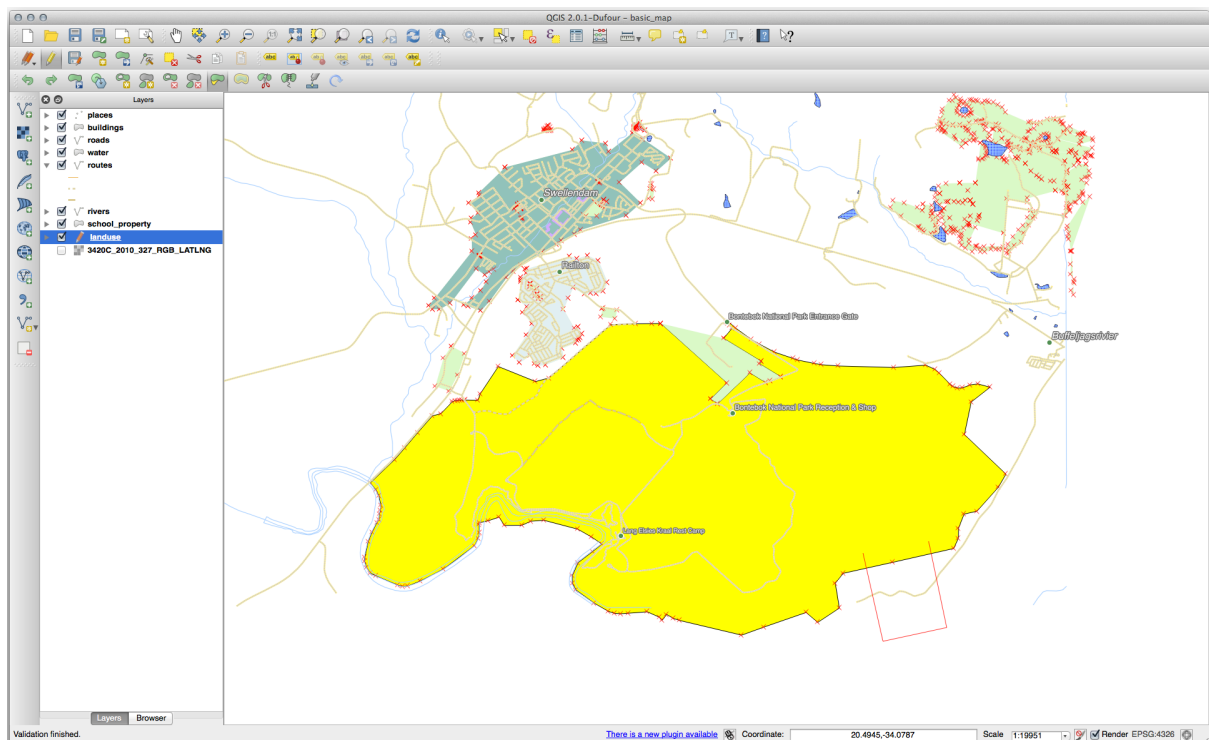 QGIS 2.0.1-Dufour - basic_map
Layers
places
buildings
roads
water
routes
rivers
school_property
landuse
3420C_2010_327_RGB_LATLNG
Swellendam
Railton
Bontebok National Park Entrance Gate
Buffeljagsrivier
Bontebok National Park Reception & Shop
Lang Elsies Kraal Rest Camp
Layers Browser
Validation finished. There is a new plugin available Coordinate: 20.4945,-34.0787 Scale 1:19951 Render EPSG:4326